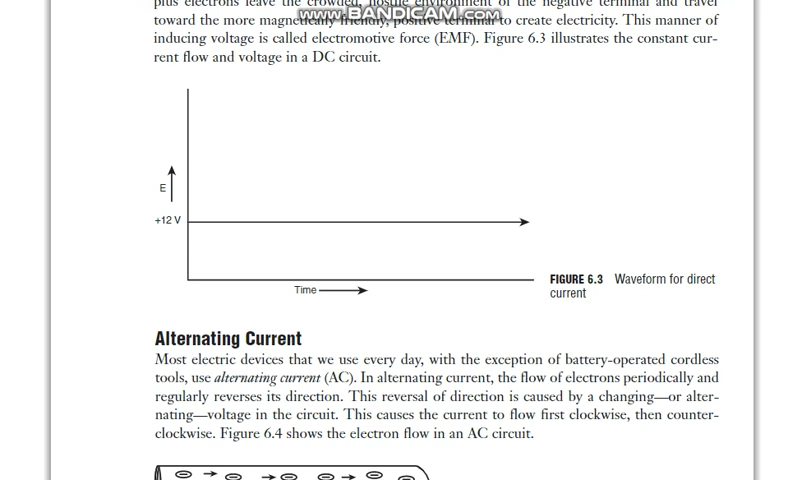 plus electrons leave the crowded, hostile environment of the negative terminal and travel
www.BANDICAM.com
toward the more magnetically friendly, positive terminal to create electricity. This manner of
inducing voltage is called electromotive force (EMF). Figure 6.3 illustrates the constant cur-
rent flow and voltage in a DC circuit.
E
+12 V
Time
FIGURE 6.3 Waveform for direct
current
Alternating Current
Most electric devices that we use every day, with the exception of battery-operated cordless
tools, use alternating current (AC). In alternating current, the flow of electrons periodically and
regularly reverses its direction. This reversal of direction is caused by a changing—or alter-
nating—voltage in the circuit. This causes the current to flow first clockwise, then counter-
clockwise. Figure 6.4 shows the electron flow in an AC circuit.